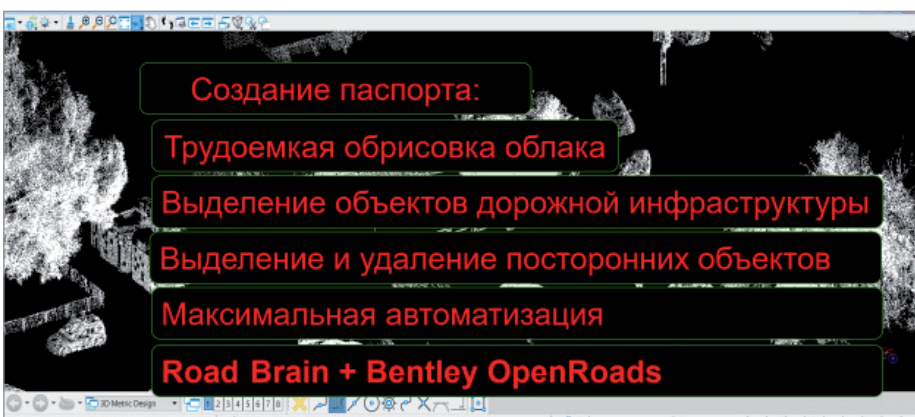 Создание паспорта:
Трудоемкая обрисовка облака
Выделение объектов дорожной инфраструктуры
Выделение и удаление посторонних объектов
Максимальная автоматизация
Road Brain + Bentley OpenRoads
3D Metric Design 1 2 3 4 5 6 7 8